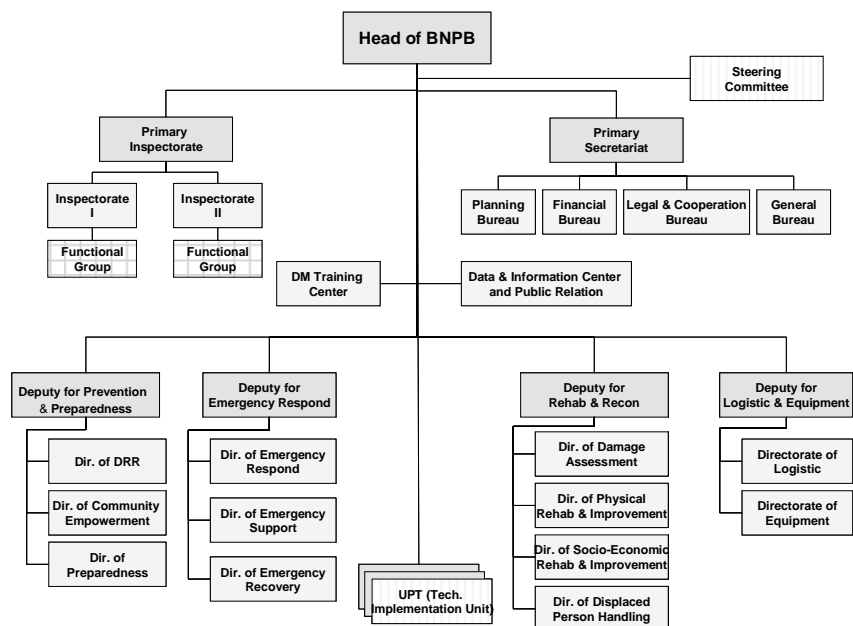 Head of BNPB
Steering
Committee
Primary
Inspectorate
Primary
Secretariat
Inspectorate
I
Inspectorate
II
Planning
Bureau
Financial
Bureau
Legal & Cooperation
Bureau
General
Bureau
Functional
Group
Functional
Group
DM Training
Center
Data & Information Center
and Public Relation
Deputy for Prevention
& Preparedness
Deputy for
Emergency Respond
Deputy for
Rehab & Recon
Deputy for
Logistic & Equipment
Dir. of DRR
Dir. of Community
Empowerment
Dir. of
Preparedness
Dir. of Emergency
Respond
Dir. of Emergency
Support
Dir. of Emergency
Recovery
UPT (Tech.
Implementation Unit)
Dir. of Damage
Assessment
Dir. of Physical
Rehab & Improvement
Dir. of Socio-Economic
Rehab & Improvement
Dir. of Displaced
Person Handling
Directorate of
Logistic
Directorate of
Equipment